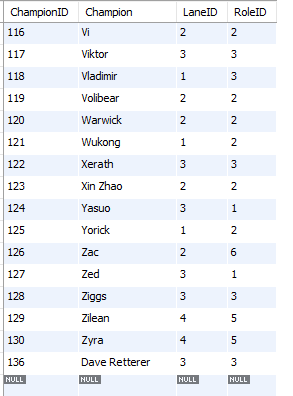 ChampionID Champion LaneID RoleID
116 Vi 2 2
117 Viktor 3 3
118 Vladimir 1 3
119 Volibear 2 2
120 Warwick 2 2
121 Wukong 1 2
122 Xerath 3 3
123 Xin Zhao 2 2
124 Yasuo 3 1
125 Yorick 1 2
126 Zac 2 6
127 Zed 3 1
128 Ziggs 3 3
129 Zilean 4 5
130 Zyra 4 5
136 Dave Retterer 3 3
NULL NULL NULL NULL